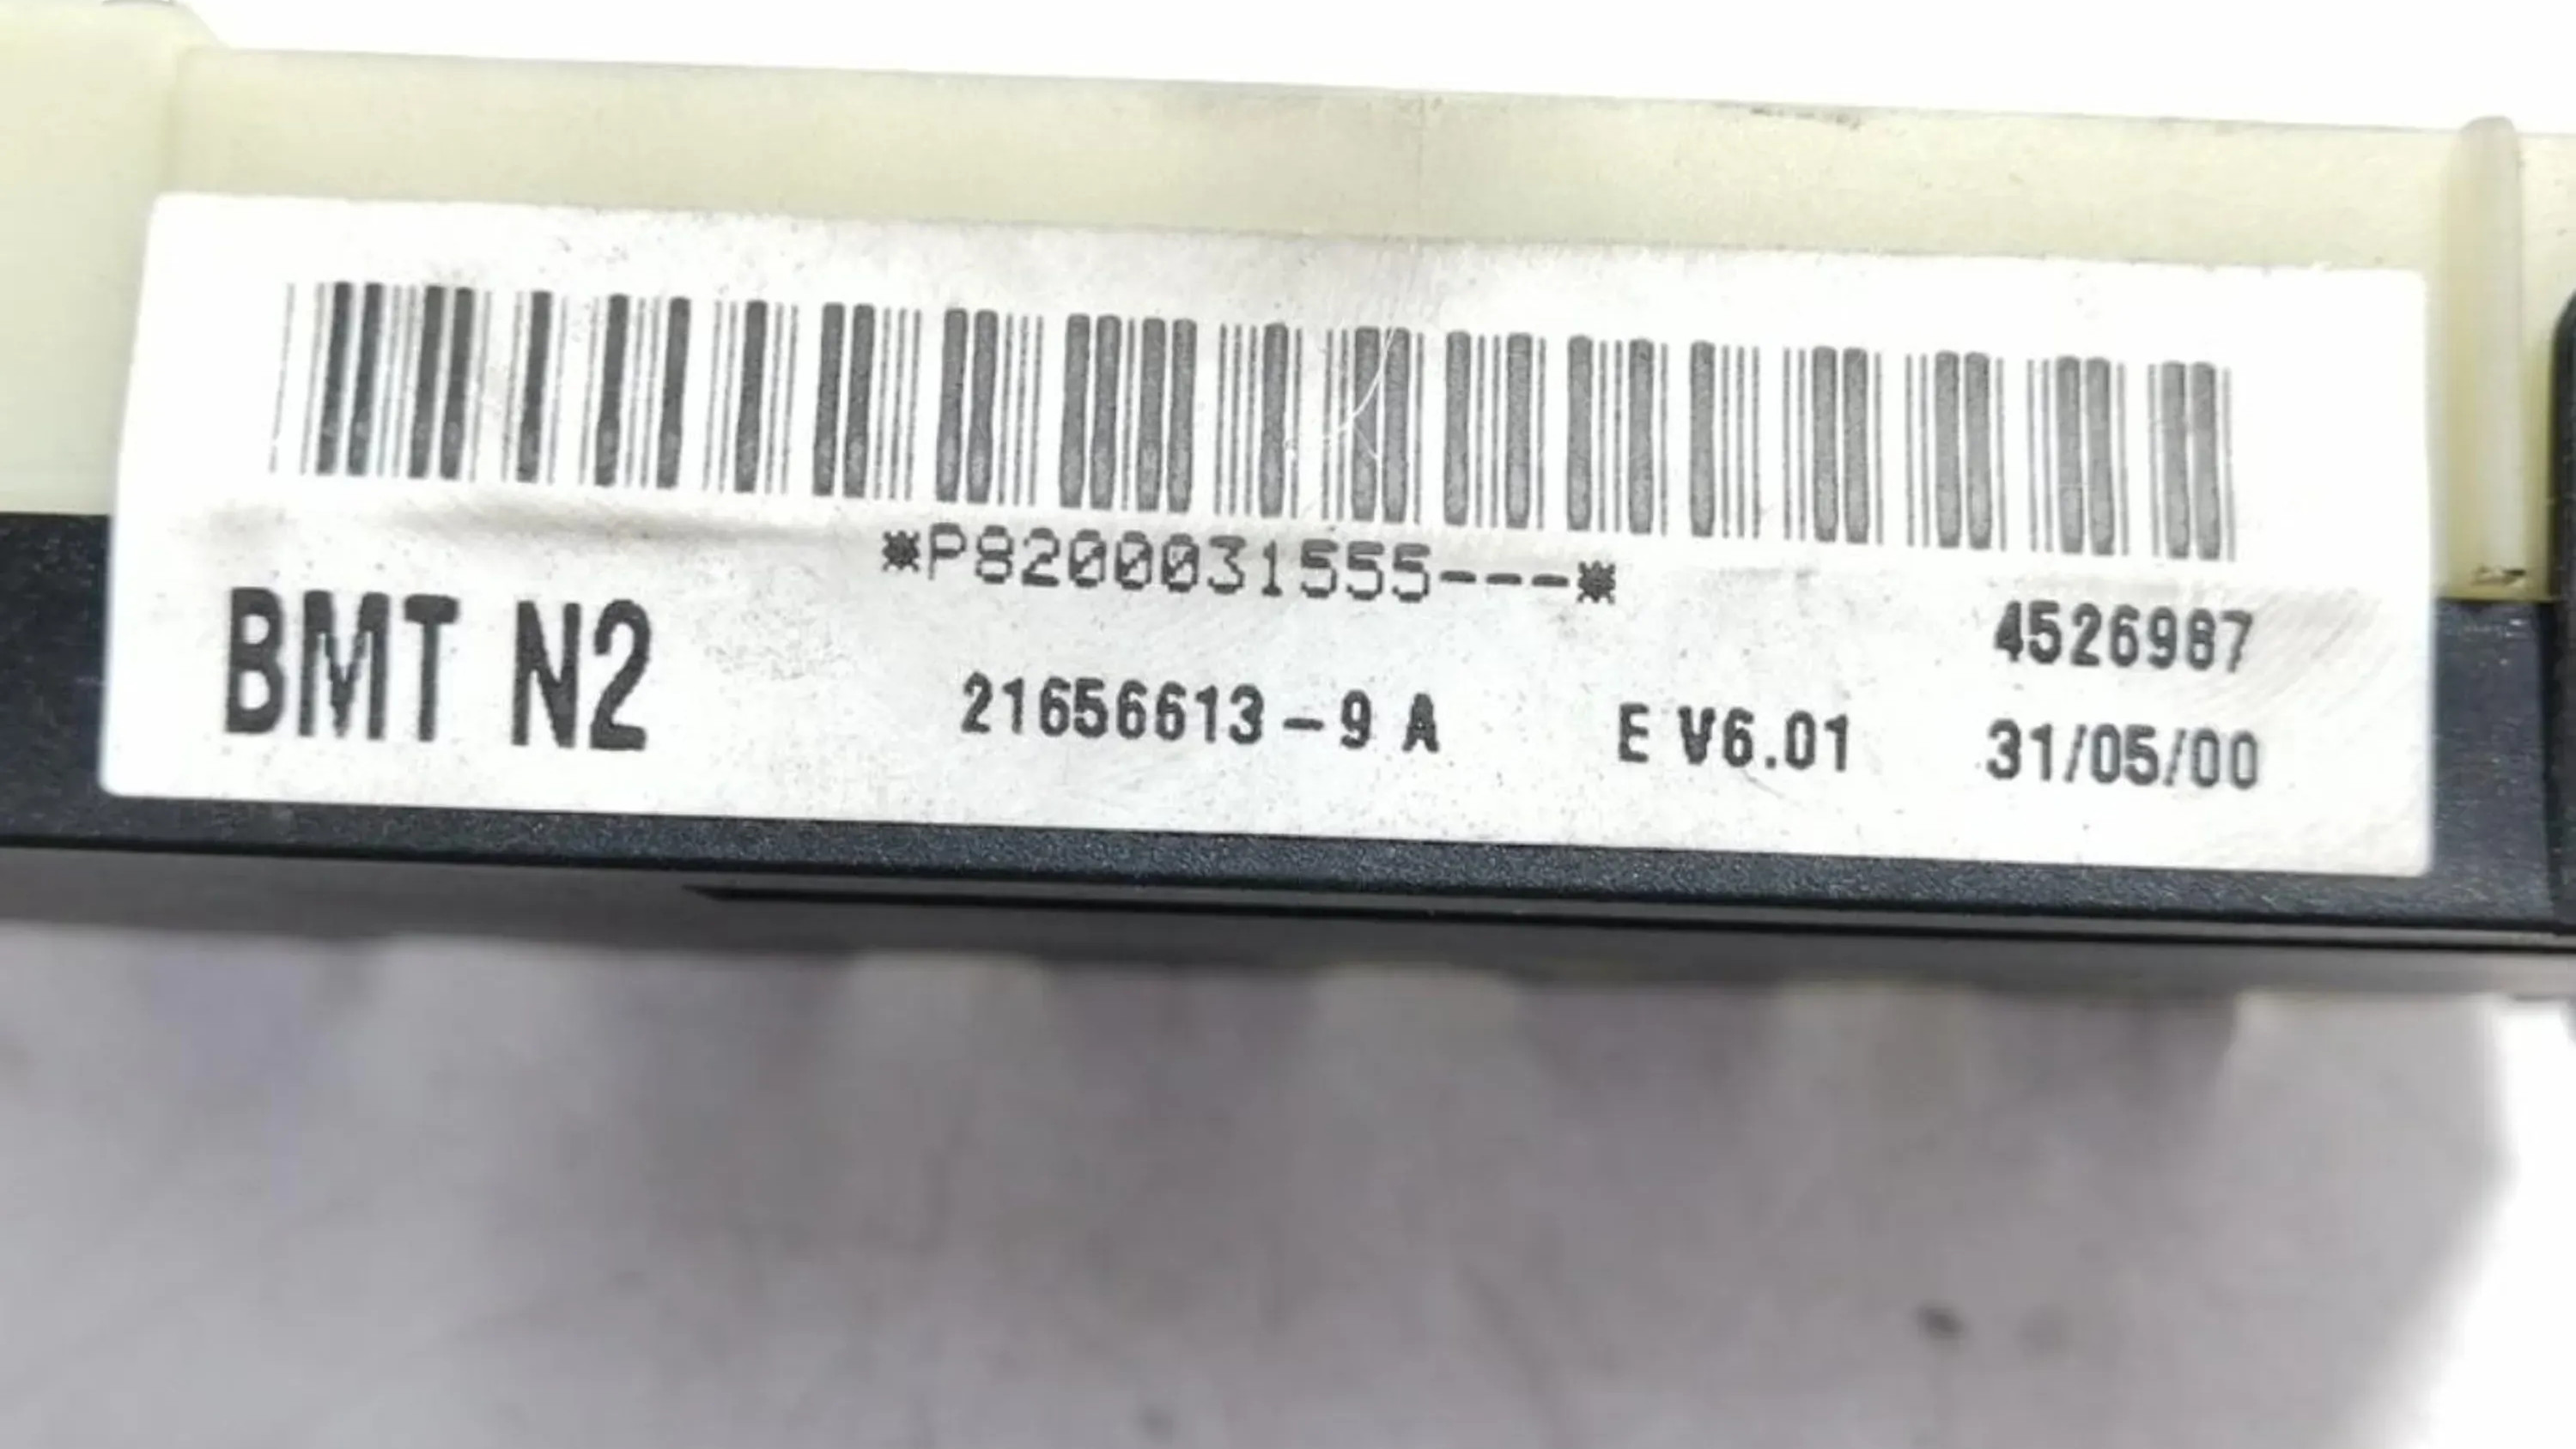 *P8200031555---*
BMT N2
4526987
21656613-9 A E V6.01 31/05/00